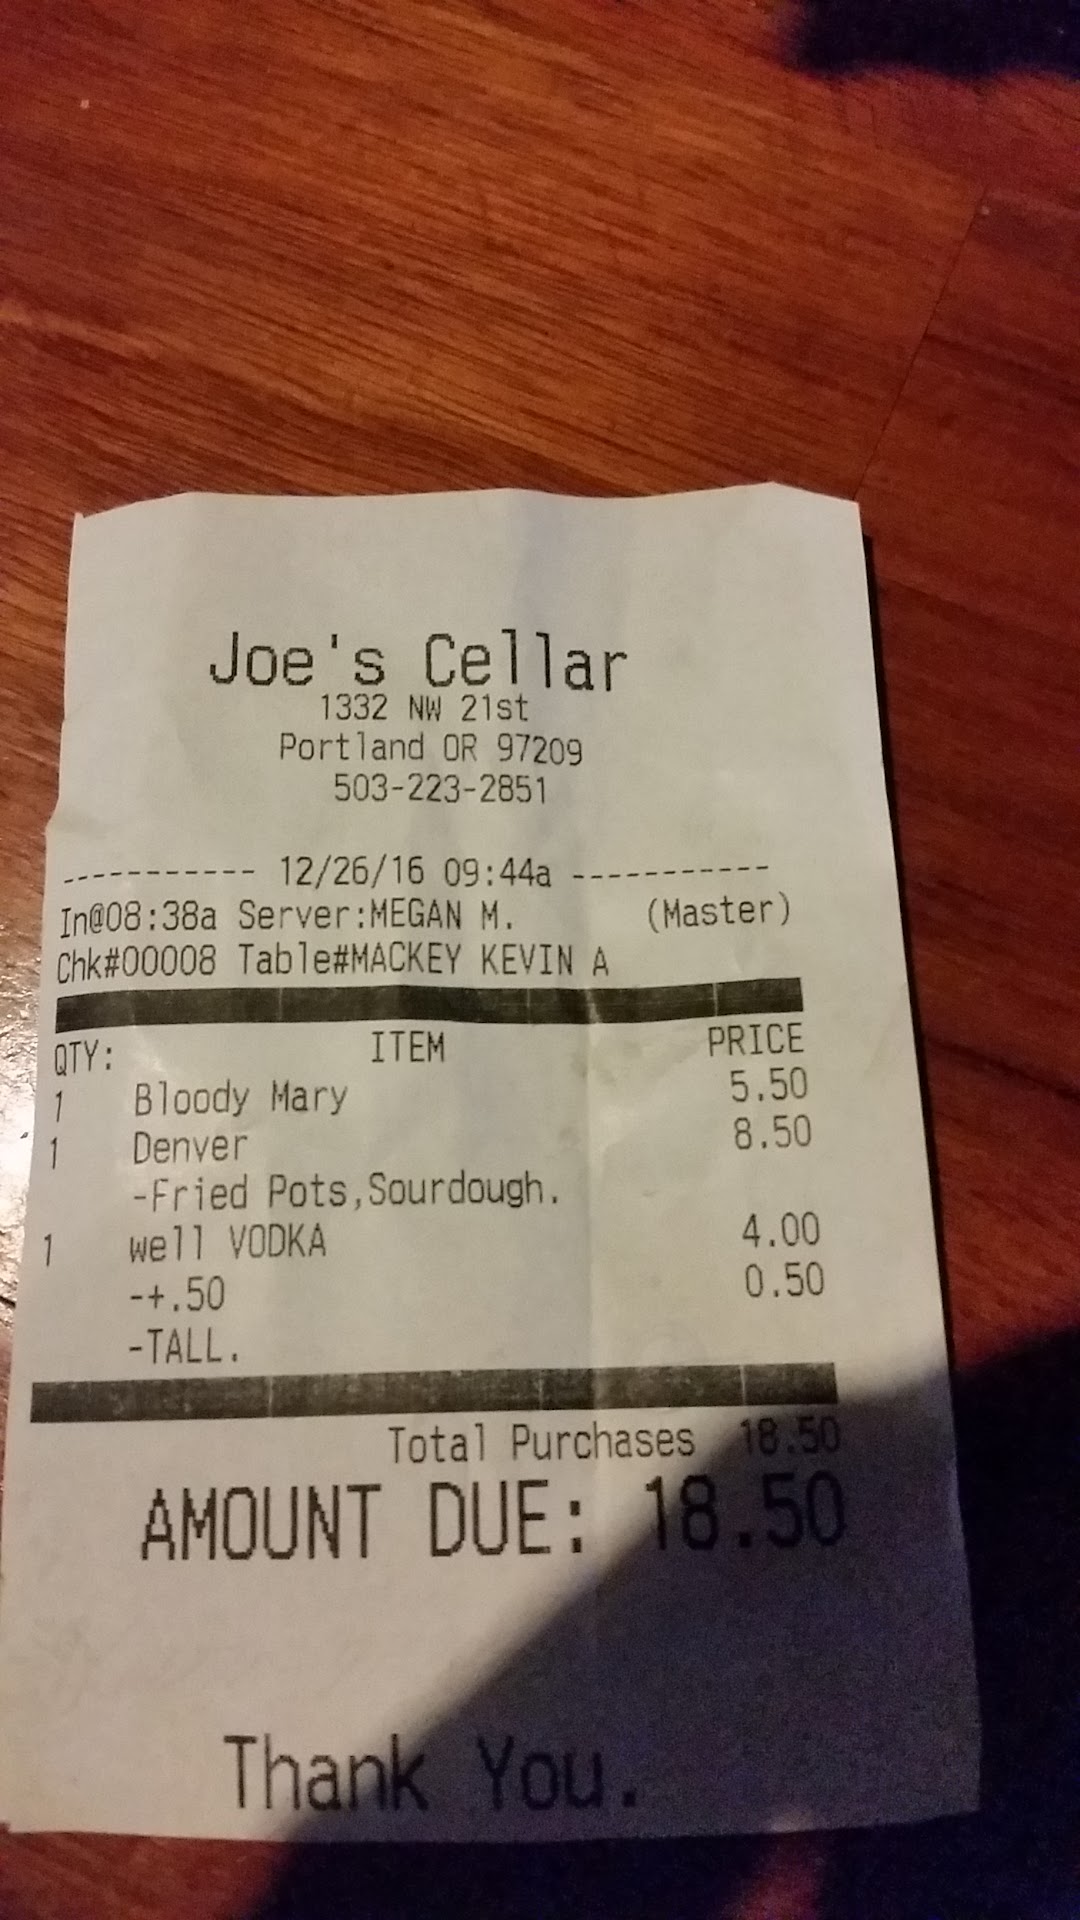 Joe's Cellar
1332 NW 21st
Portland OR 97209
503-223-2851
----------- 12/26/16 09:44a -----------
In@08:38a Server:MEGAN M. (Master)
Chk#00008 Table#MACKEY KEVIN A
QTY: ITEM PRICE
1 Bloody Mary 5.50
1 Denver 8.50
-Fried Pots,Sourdough.
1 well VODKA 4.00
-+.50 0.50
-TALL.
Total Purchases 18.50
AMOUNT DUE: 18.50
Thank You.